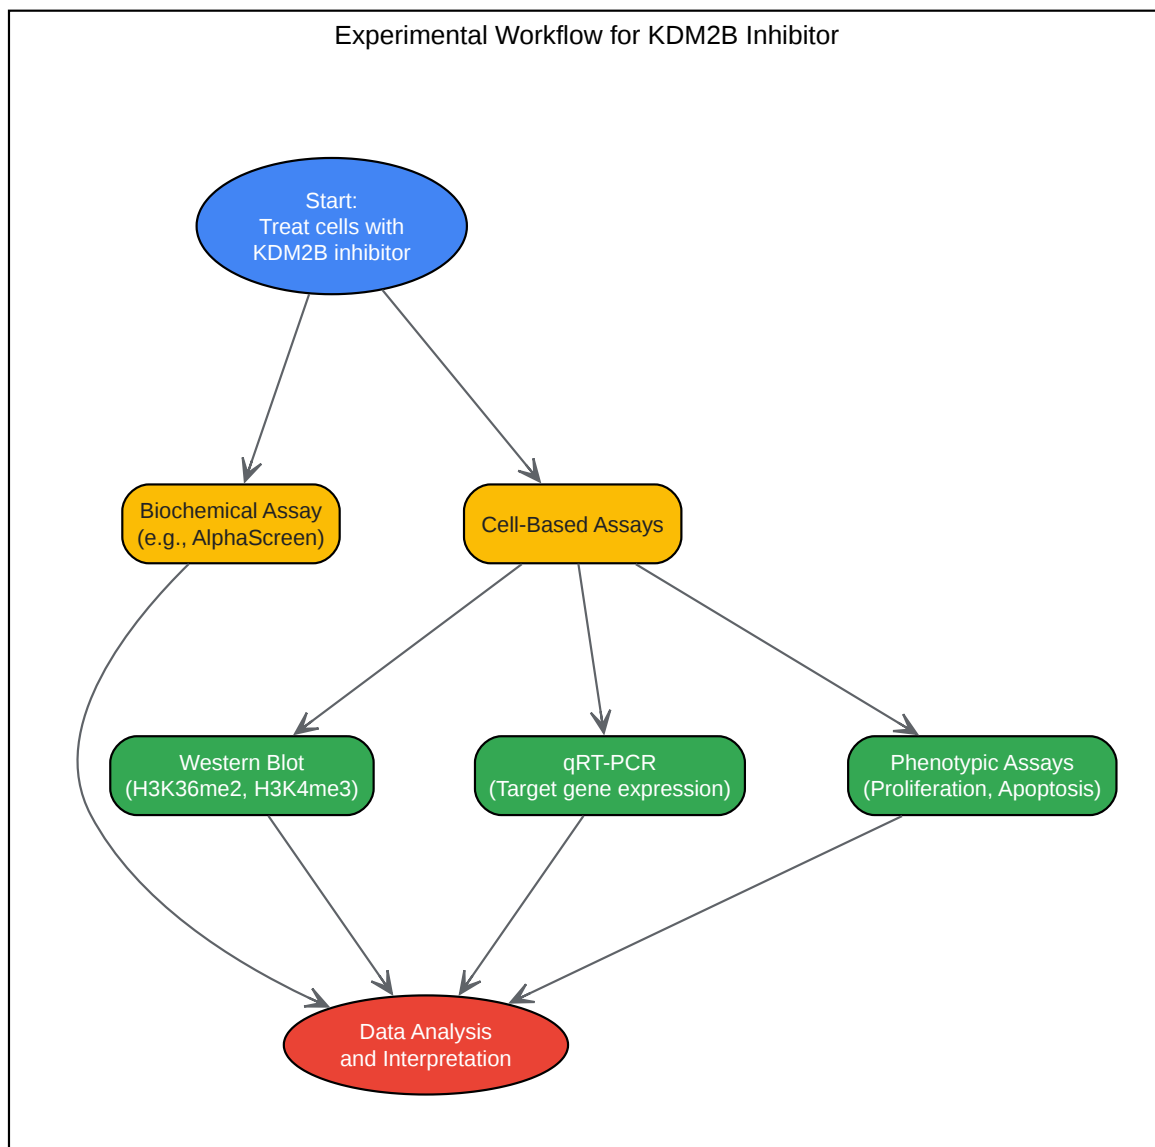 Experimental Workflow for KDM2B Inhibitor
Start:
Treat cells with
KDM2B inhibitor
Biochemical Assay
(e.g., AlphaScreen)
Cell-Based Assays
Western Blot
(H3K36me2, H3K4me3)
qRT-PCR
(Target gene expression)
Phenotypic Assays
(Proliferation, Apoptosis)
Data Analysis
and Interpretation